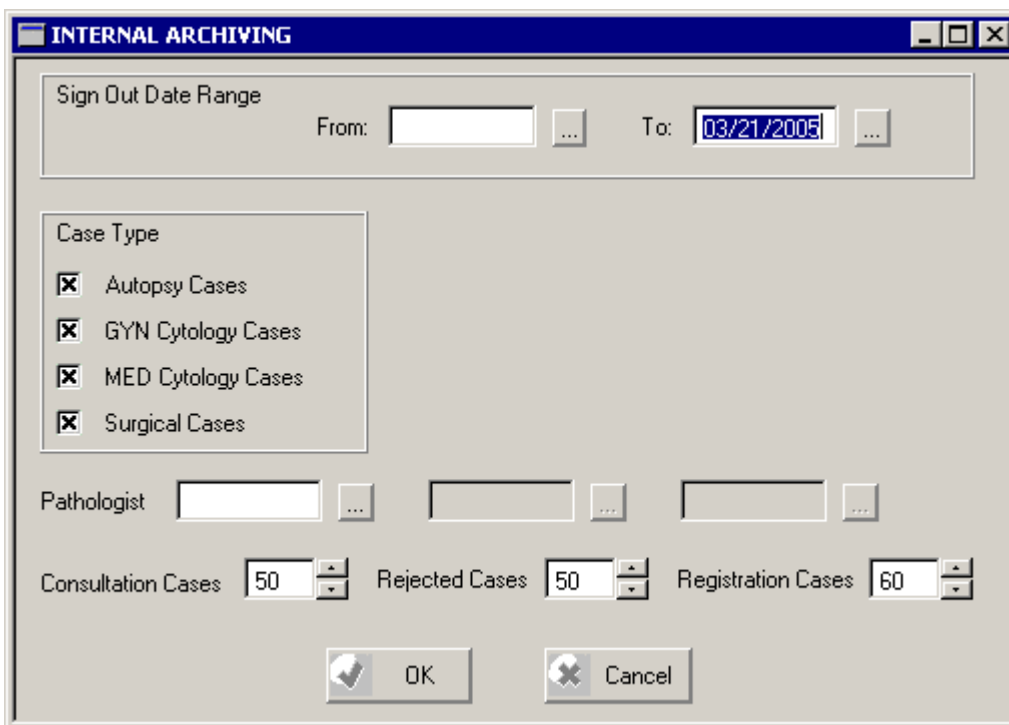 INTERNAL ARCHIVING
Sign Out Date Range
From: ... To: 03/21/2005 ...
Case Type
Autopsy Cases
GYN Cytology Cases
MED Cytology Cases
Surgical Cases
Pathologist ... ... ...
Consultation Cases 50 Rejected Cases 50 Registration Cases 60
OK Cancel